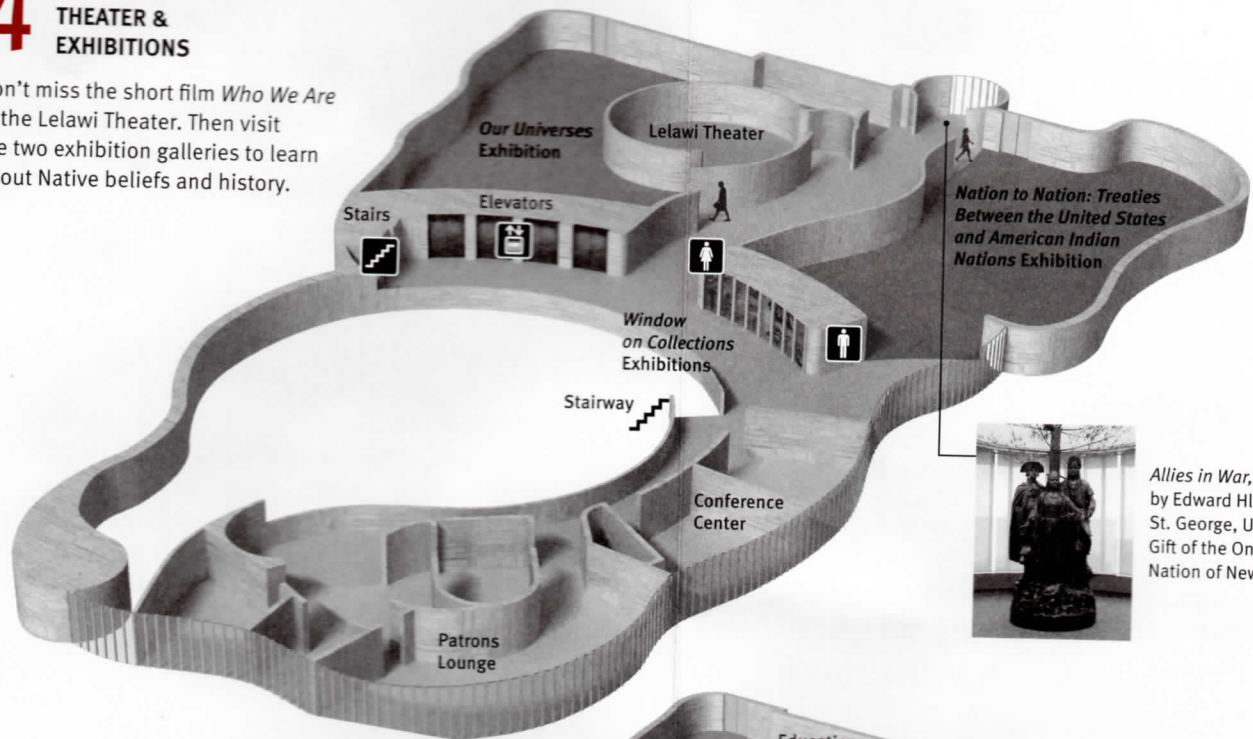 4
THEATER &
EXHIBITIONS
on't miss the short film Who We Are
the Lelawi Theater. Then visit
e two exhibition galleries to learn
out Native beliefs and history.
Our Universes
Exhibition
Lelawi Theater
Stairs
Elevators
Nation to Nation: Treaties
Between the United States
and American Indian
Nations Exhibition
Window
on Collections
Exhibitions
Stairway
Conference
Center
Patrons
Lounge
Allies in War,
by Edward Hl
St. George, U
Gift of the On
Nation of New